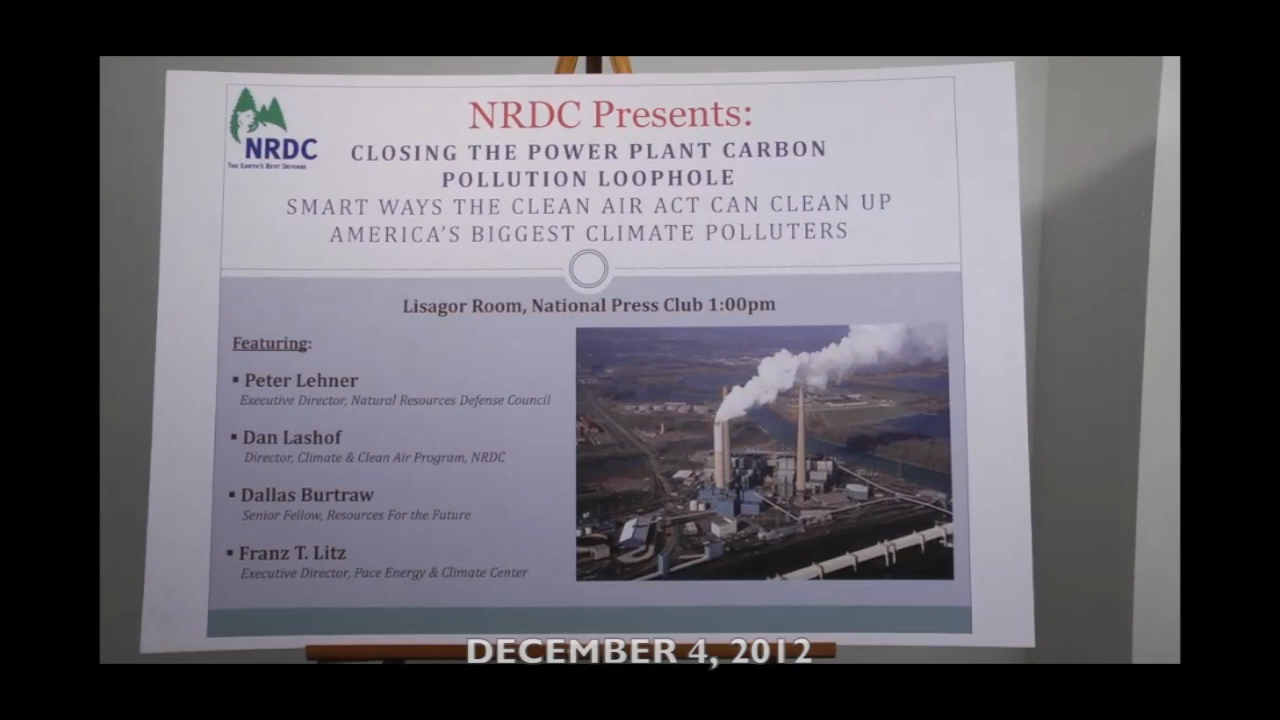 NRDC
THE EARTH'S BEST DEFENSE
NRDC Presents:
CLOSING THE POWER PLANT CARBON
POLLUTION LOOPHOLE
SMART WAYS THE CLEAN AIR ACT CAN CLEAN UP
AMERICA'S BIGGEST CLIMATE POLLUTERS
Lisagor Room, National Press Club 1:00pm
Featuring:
▪ Peter Lehner
Executive Director, Natural Resources Defense Council
▪ Dan Lashof
Director, Climate & Clean Air Program, NRDC
▪ Dallas Burtraw
Senior Fellow, Resources For the Future
▪ Franz T. Litz
Executive Director, Pace Energy & Climate Center
DECEMBER 4, 2012